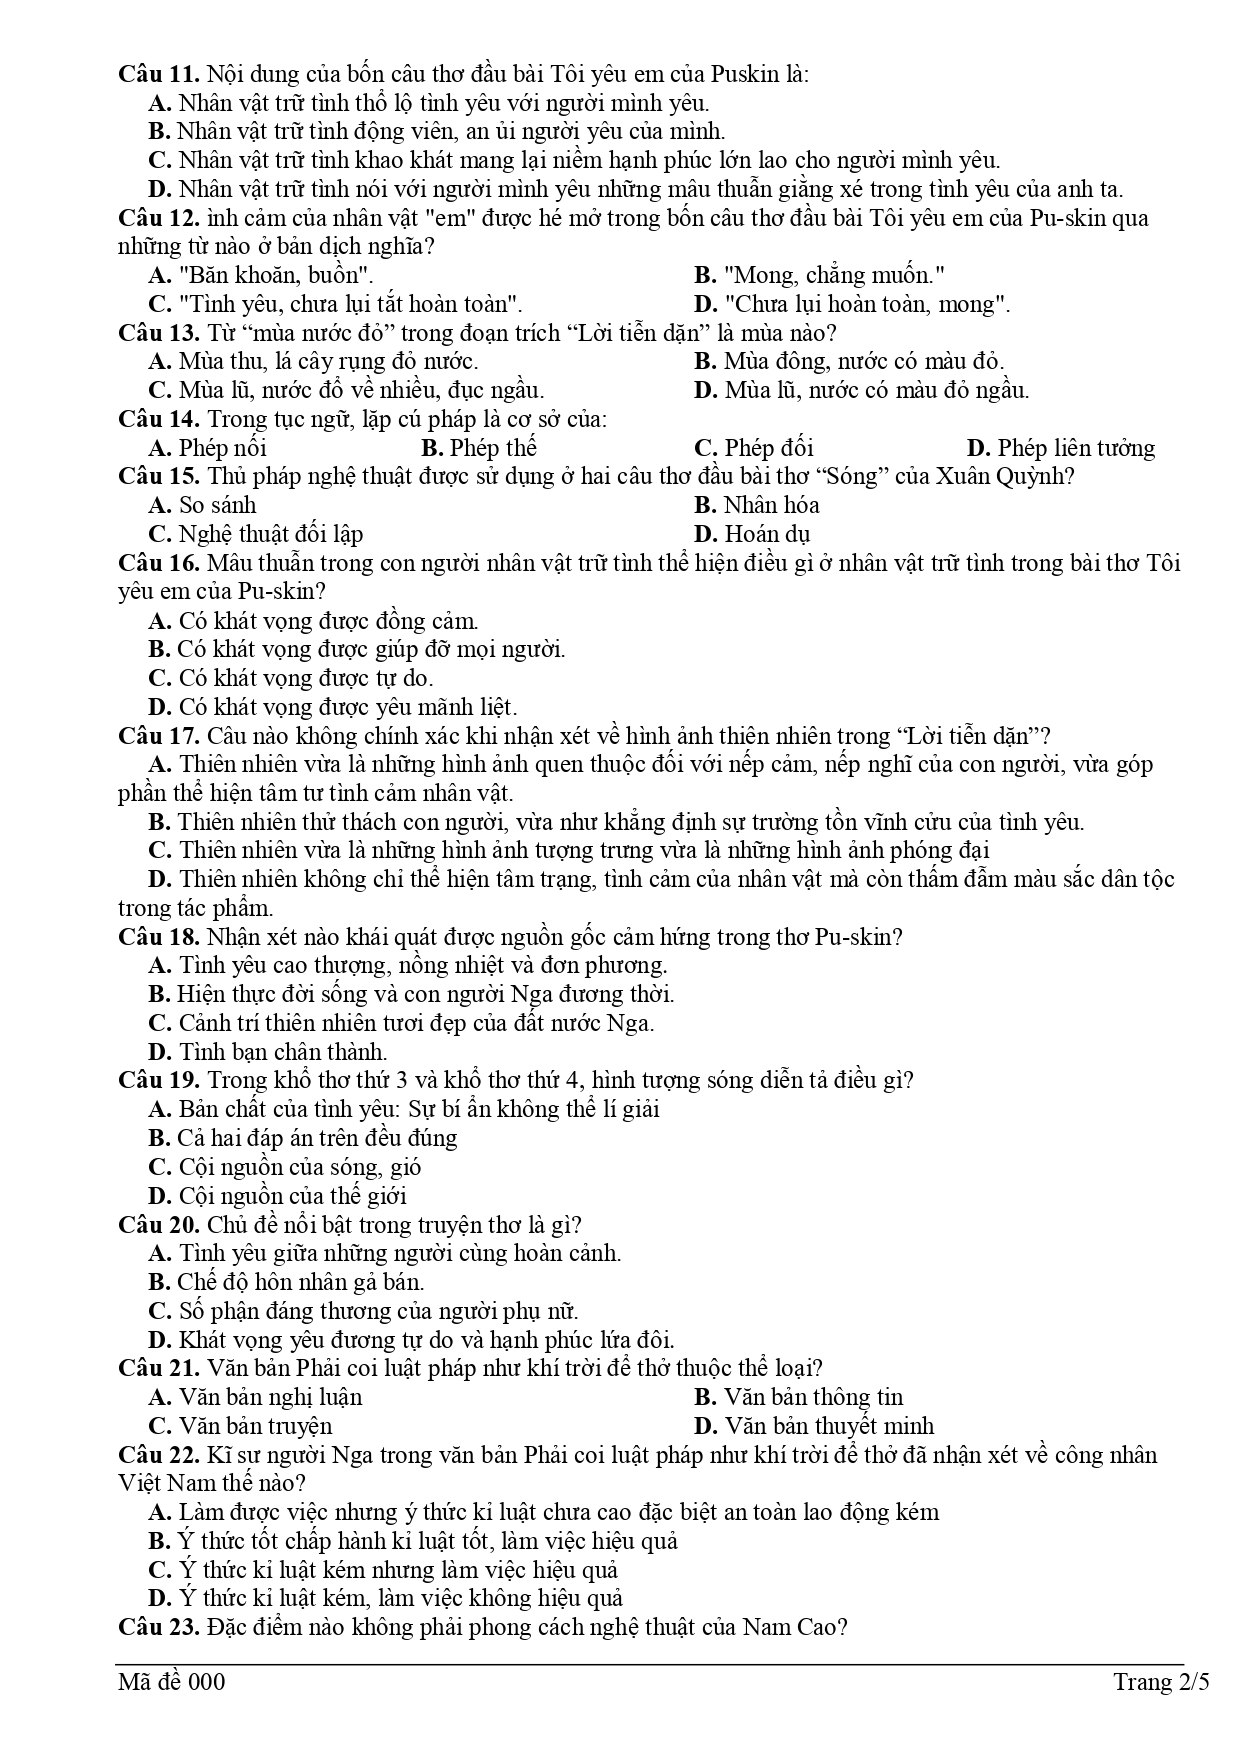 Câu 11. Nội dung của bốn câu thơ đầu bài Tôi yêu em của Puskin là:
A. Nhân vật trữ tình thổ lộ tình yêu với người mình yêu.
B. Nhân vật trữ tình động viên, an ủi người yêu của mình.
C. Nhân vật trữ tình khao khát mang lại niềm hạnh phúc lớn lao cho người mình yêu.
D. Nhân vật trữ tình nói với người mình yêu những mâu thuẫn giằng xé trong tình yêu của anh ta.
Câu 12. ình cảm của nhân vật "em" được hé mở trong bốn câu thơ đầu bài Tôi yêu em của Pu-skin qua
những từ nào ở bản dịch nghĩa?
A. "Băn khoăn, buồn". B. "Mong, chẳng muốn."
C. "Tình yêu, chưa lụi tắt hoàn toàn". D. "Chưa lụi hoàn toàn, mong".
Câu 13. Từ “mùa nước đỏ” trong đoạn trích “Lời tiễn dặn” là mùa nào?
A. Mùa thu, lá cây rụng đỏ nước. B. Mùa đông, nước có màu đỏ.
C. Mùa lũ, nước đổ về nhiều, đục ngầu. D. Mùa lũ, nước có màu đỏ ngầu.
Câu 14. Trong tục ngữ, lặp cú pháp là cơ sở của:
A. Phép nối B. Phép thế C. Phép đối D. Phép liên tưởng
Câu 15. Thủ pháp nghệ thuật được sử dụng ở hai câu thơ đầu bài thơ “Sóng” của Xuân Quỳnh?
A. So sánh B. Nhân hóa
C. Nghệ thuật đối lập D. Hoán dụ
Câu 16. Mâu thuẫn trong con người nhân vật trữ tình thể hiện điều gì ở nhân vật trữ tình trong bài thơ Tôi
yêu em của Pu-skin?
A. Có khát vọng được đồng cảm.
B. Có khát vọng được giúp đỡ mọi người.
C. Có khát vọng được tự do.
D. Có khát vọng được yêu mãnh liệt.
Câu 17. Câu nào không chính xác khi nhận xét về hình ảnh thiên nhiên trong “Lời tiễn dặn”?
A. Thiên nhiên vừa là những hình ảnh quen thuộc đối với nếp cảm, nếp nghĩ của con người, vừa góp
phần thể hiện tâm tư tình cảm nhân vật.
B. Thiên nhiên thử thách con người, vừa như khẳng định sự trường tồn vĩnh cửu của tình yêu.
C. Thiên nhiên vừa là những hình ảnh tượng trưng vừa là những hình ảnh phóng đại
D. Thiên nhiên không chỉ thể hiện tâm trạng, tình cảm của nhân vật mà còn thấm đẫm màu sắc dân tộc
trong tác phẩm.
Câu 18. Nhận xét nào khái quát được nguồn gốc cảm hứng trong thơ Pu-skin?
A. Tình yêu cao thượng, nồng nhiệt và đơn phương.
B. Hiện thực đời sống và con người Nga đương thời.
C. Cảnh trí thiên nhiên tươi đẹp của đất nước Nga.
D. Tình bạn chân thành.
Câu 19. Trong khổ thơ thứ 3 và khổ thơ thứ 4, hình tượng sóng diễn tả điều gì?
A. Bản chất của tình yêu: Sự bí ẩn không thể lí giải
B. Cả hai đáp án trên đều đúng
C. Cội nguồn của sóng, gió
D. Cội nguồn của thế giới
Câu 20. Chủ đề nổi bật trong truyện thơ là gì?
A. Tình yêu giữa những người cùng hoàn cảnh.
B. Chế độ hôn nhân gả bán.
C. Số phận đáng thương của người phụ nữ.
D. Khát vọng yêu đương tự do và hạnh phúc lứa đôi.
Câu 21. Văn bản Phải coi luật pháp như khí trời để thở thuộc thể loại?
A. Văn bản nghị luận B. Văn bản thông tin
C. Văn bản truyện D. Văn bản thuyết minh
Câu 22. Kĩ sư người Nga trong văn bản Phải coi luật pháp như khí trời để thở đã nhận xét về công nhân
Việt Nam thế nào?
A. Làm được việc nhưng ý thức kỉ luật chưa cao đặc biệt an toàn lao động kém
B. Ý thức tốt chấp hành kỉ luật tốt, làm việc hiệu quả
C. Ý thức kỉ luật kém nhưng làm việc hiệu quả
D. Ý thức kỉ luật kém, làm việc không hiệu quả
Câu 23. Đặc điểm nào không phải phong cách nghệ thuật của Nam Cao?
Mã đề 000 Trang 2/5